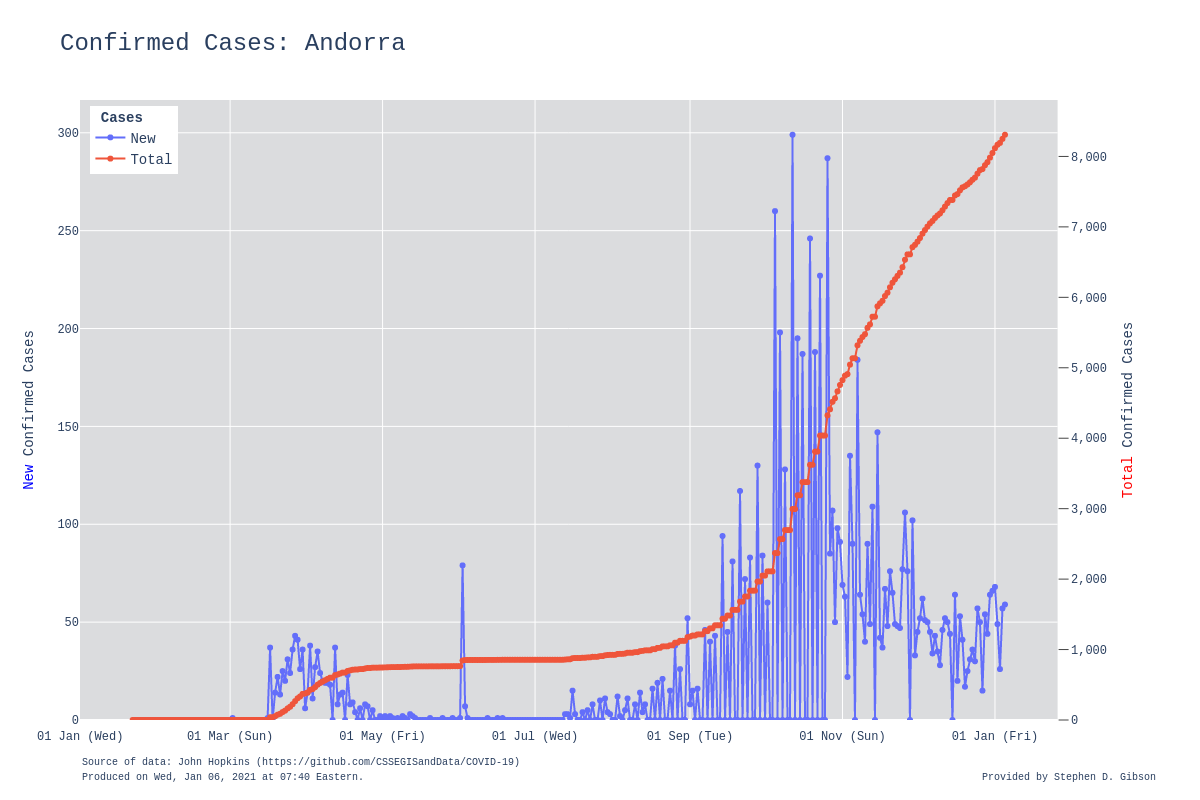 Confirmed Cases: Andorra
Cases
New
Total
300
250
200
150
100
50
0
8,000
7,000
6,000
5,000
4,000
3,000
2,000
1,000
0
New Confirmed Cases
Total Confirmed Cases
01 Jan (Wed) 01 Mar (Sun) 01 May (Fri) 01 Jul (Wed) 01 Sep (Tue) 01 Nov (Sun) 01 Jan (Fri)
Source of data: John Hopkins (https://github.com/CSSEGISandData/COVID-19)
Produced on Wed, Jan 06, 2021 at 07:40 Eastern.
Provided by Stephen D. Gibson